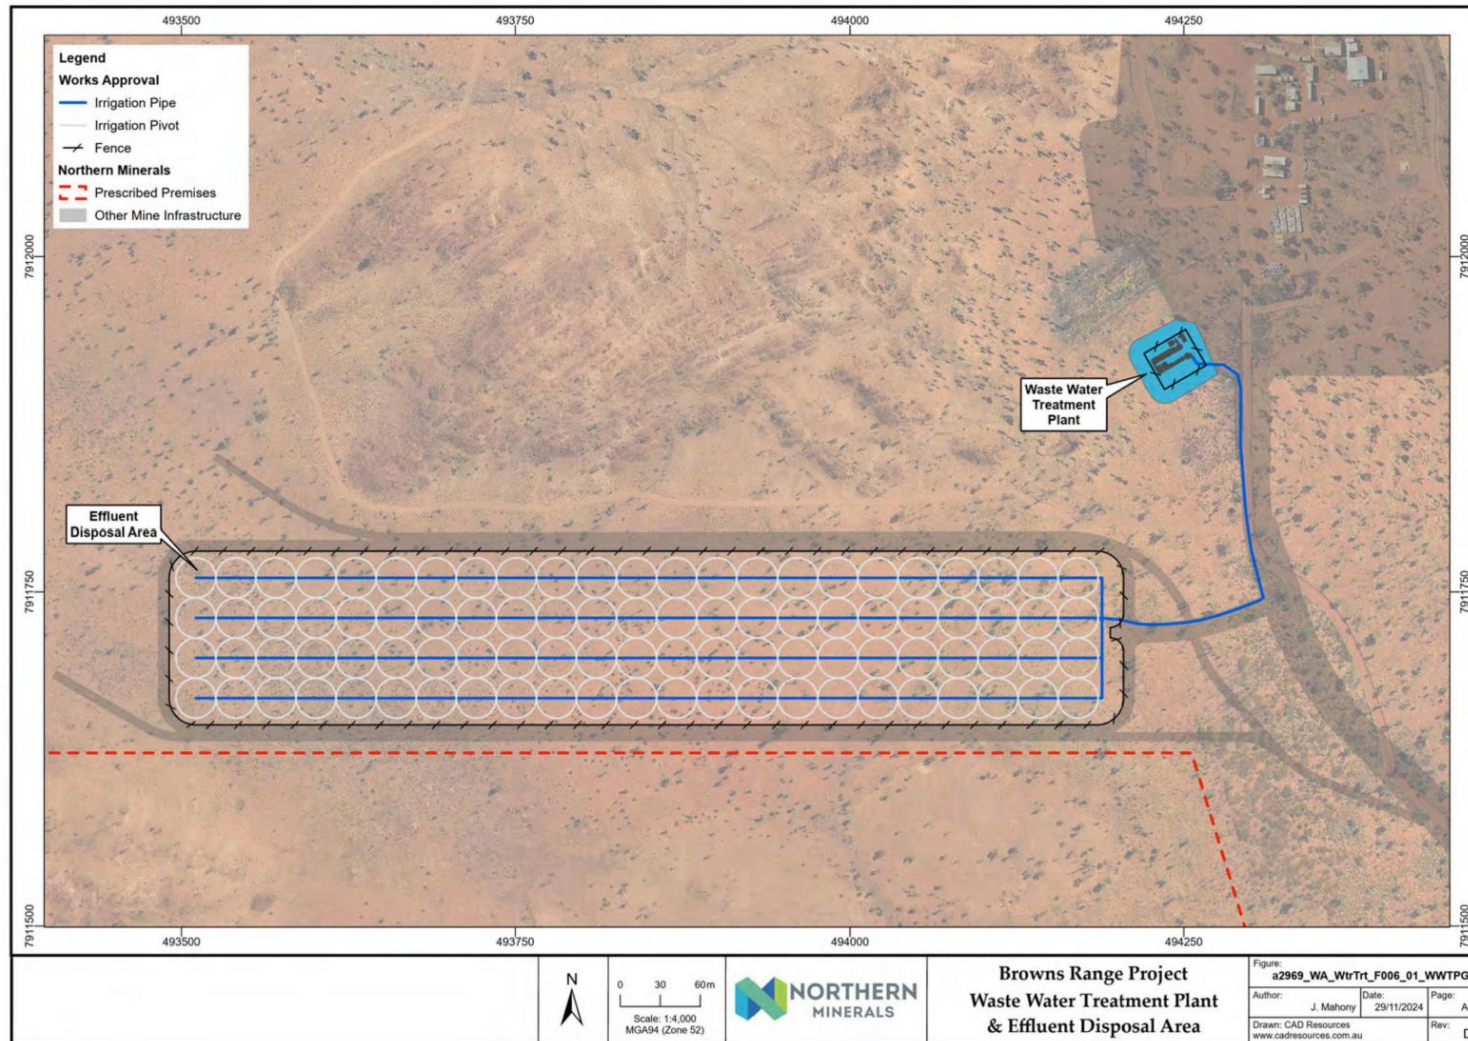 493500
493750
494000
494250
Legend
Works Approval
Irrigation Pipe
Irrigation Pivot
Fence
Northern Minerals
Prescribed Premises
Other Mine Infrastructure
7912000
7912000
Waste Water
Treatment
Plant
Effluent
Disposal Area
7911750
7911750
7911500
7911500
493500
493750
494000
494250
N
0 30 60m
Scale: 1:4,000
MGA94 (Zone 52)
NORTHERN
MINERALS
Browns Range Project
Waste Water Treatment Plant
& Effluent Disposal Area
Figure:
a2969_WA_WtrTrt_F006_01_WWTPG
Author:
J. Mahony
Date:
29/11/2024
Page:
A
Drawn: CAD Resources
www.cadresources.com.au
Rev: